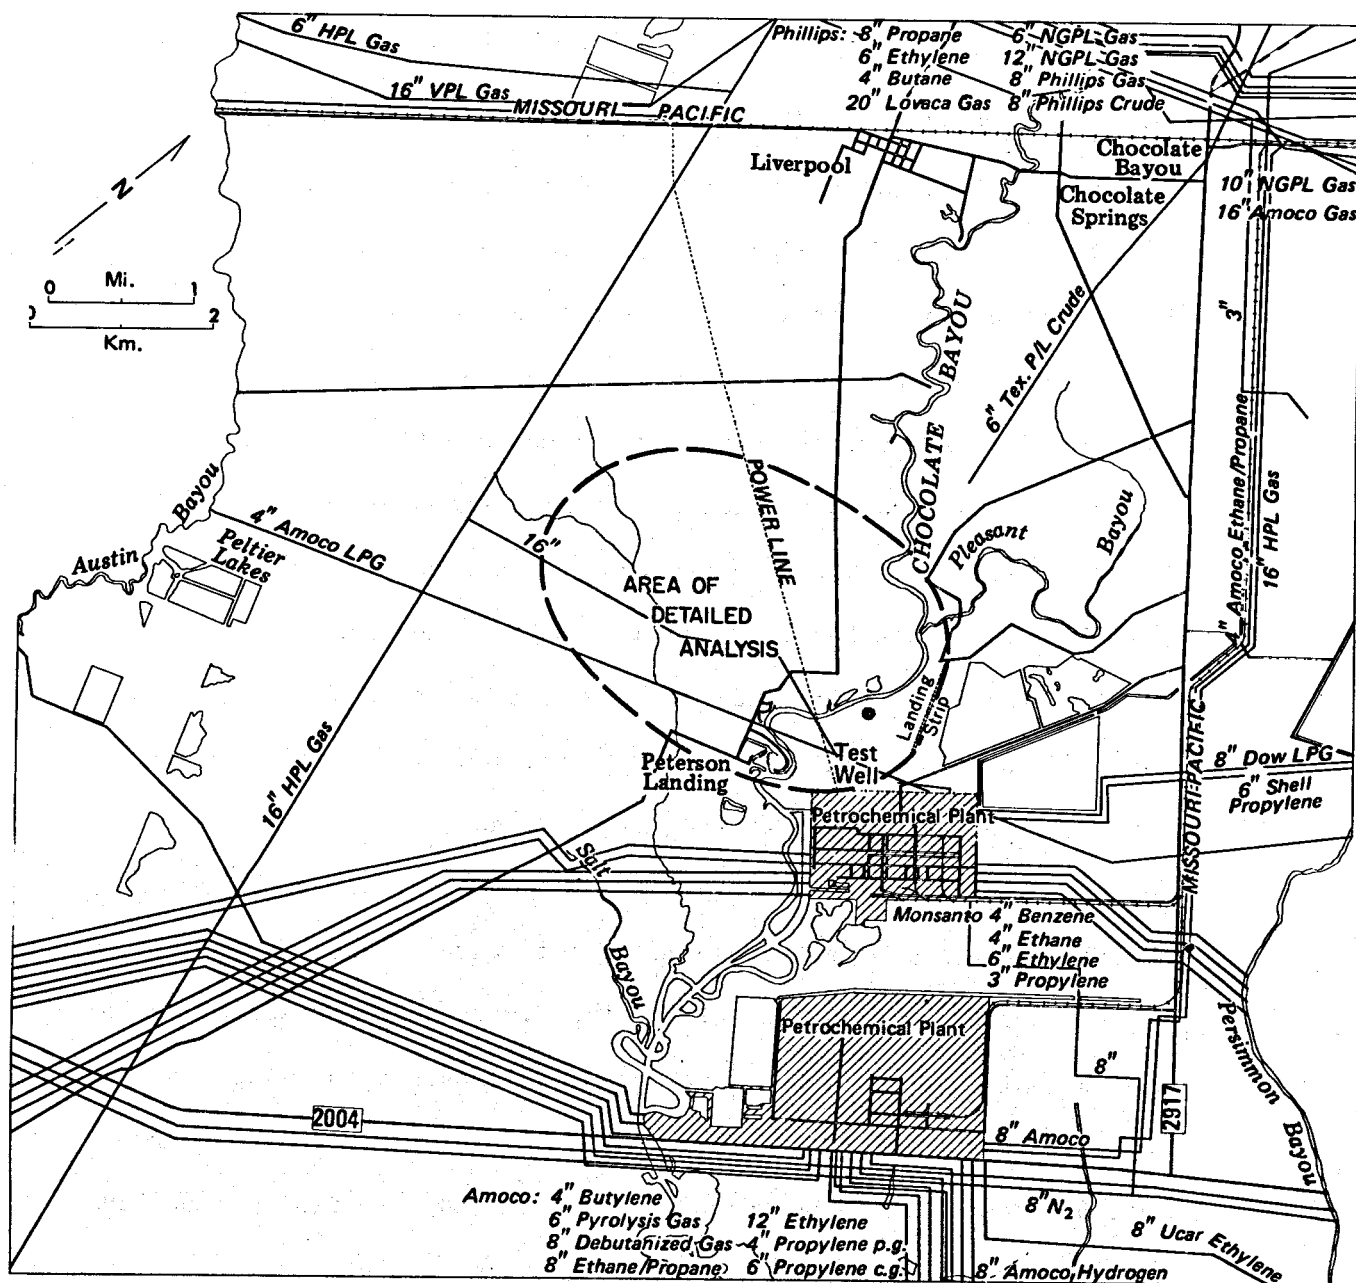 6" HPL Gas
16" VPL Gas
MISSOURI PACIFIC
Phillips: 8" Propane
6" Ethylene
4" Butane
20" Lovaca Gas
6" NGPL Gas
12" NGPL Gas
8" Phillips Gas
8" Phillips Crude
Liverpool
Chocolate
Bayou
Chocolate
Springs
10" NGPL Gas
16" Amoco Gas
N
Mi.
0 1
0 2
Km.
CHOCOLATE BAYOU
6" Tex. P/L Crude
3"
4" Amoco Ethane/Propane
16" HPL Gas
POWER LINE
Austin Bayou
Peltier
Lakes
4" Amoco LPG
16"
AREA OF
DETAILED
ANALYSIS
Pleasant Bayou
Landing
Strip
16" HPL Gas
Peterson
Landing
Test
Well
MISSOURI-PACIFIC
8" Dow LPG
6" Shell
Propylene
Petrochemical Plant
Salt Bayou
Monsanto 4" Benzene
4" Ethane
6" Ethylene
3" Propylene
Petrochemical Plant
8"
Persimmon Bayou
2004
2917
8" Amoco
Amoco: 4" Butylene
6" Pyrolysis Gas
8" Debutanized Gas
8" Ethane/Propane
12" Ethylene
4" Propylene p.g.
6" Propylene c.g.
8" N2
8" Ucar Ethylene
8" Amoco Hydrogen